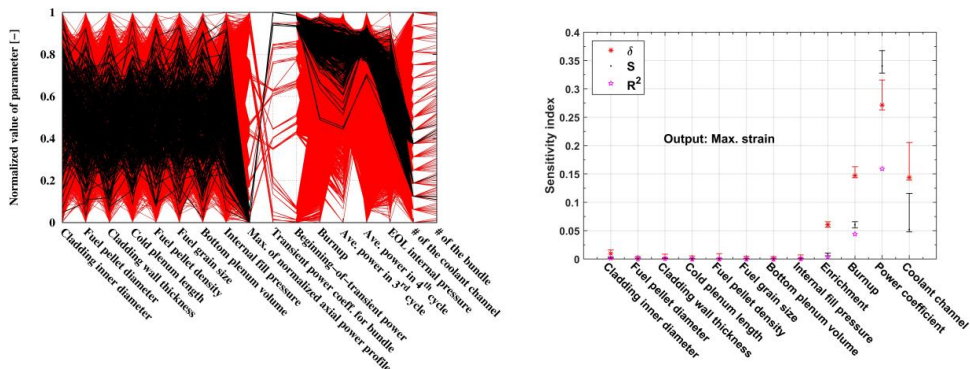 Normalized value of parameter [−]
1
0.8
0.6
0.4
0.2
0
Cladding inner diameter
Fuel pellet diameter
Cladding wall thickness
Cold plenum length
Fuel pellet density
Fuel grain size
Bottom plenum volume
Internal fill pressure
Max. of normalized axial power profile
Transient power coeff. for bundle
Beginning-of-transient power
Burnup
Ave. power in 3rd cycle
Ave. power in 4th cycle
EOL Internal pressure
# of the coolant channel
# of the bundle
Sensitivity index
0.4
0.35
0.3
0.25
0.2
0.15
0.1
0.05
0
δ
S
R²
Output: Max. strain
Cladding inner diameter
Fuel pellet diameter
Cladding wall thickness
Cold plenum length
Fuel pellet density
Fuel grain size
Bottom plenum volume
Internal fill pressure
Enrichment
Burnup
Power coefficient
Coolant channel